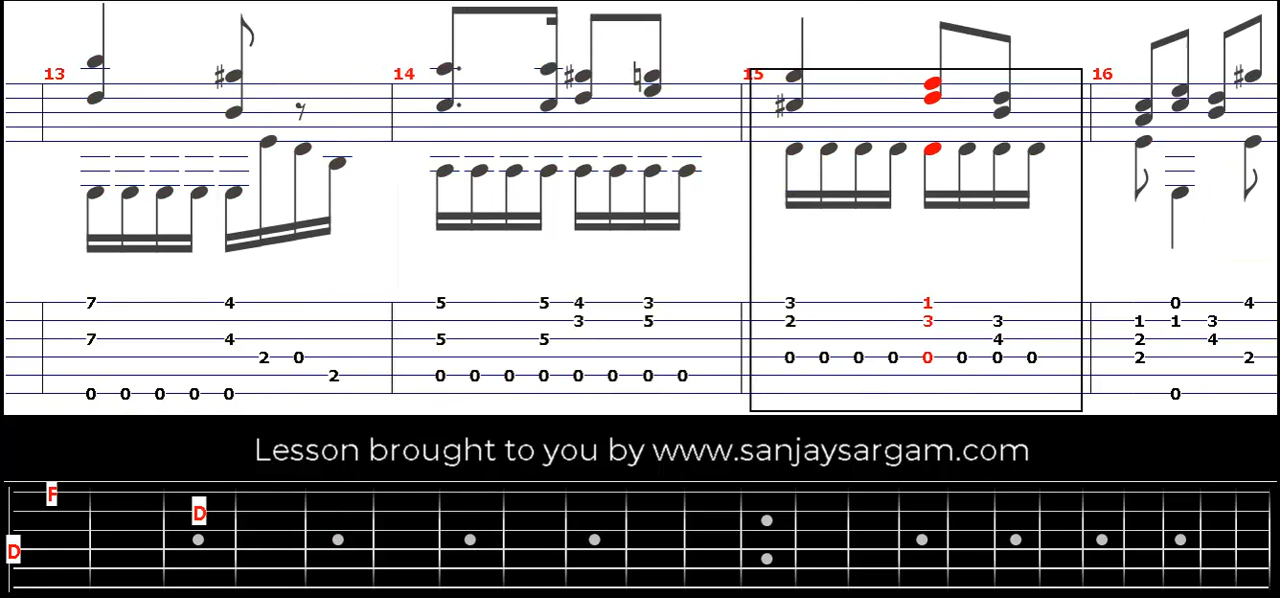 13 14 15 16
7 4 5 5 4 3 3 1 0 4
3 5 2 3 3 1 1 3
7 4 5 5 4 2 4
2 0 0 0 0 0 0 0 0 0 2 2
2 0 0 0 0 0 0 0 0
0 0 0 0 0 0
Lesson brought to you by www.sanjaysargam.com
F
D
D